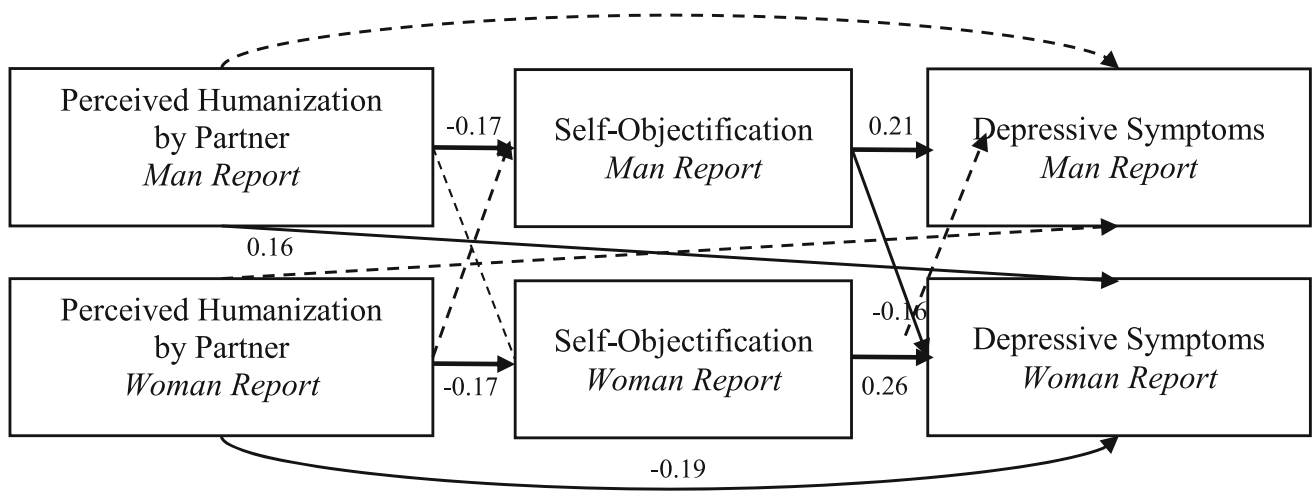 Perceived Humanization
by Partner
Man Report
-0.17
Self-Objectification
Man Report
0.21
Depressive Symptoms
Man Report
0.16
Perceived Humanization
by Partner
Woman Report
-0.17
Self-Objectification
Woman Report
-0.16
0.26
Depressive Symptoms
Woman Report
-0.19